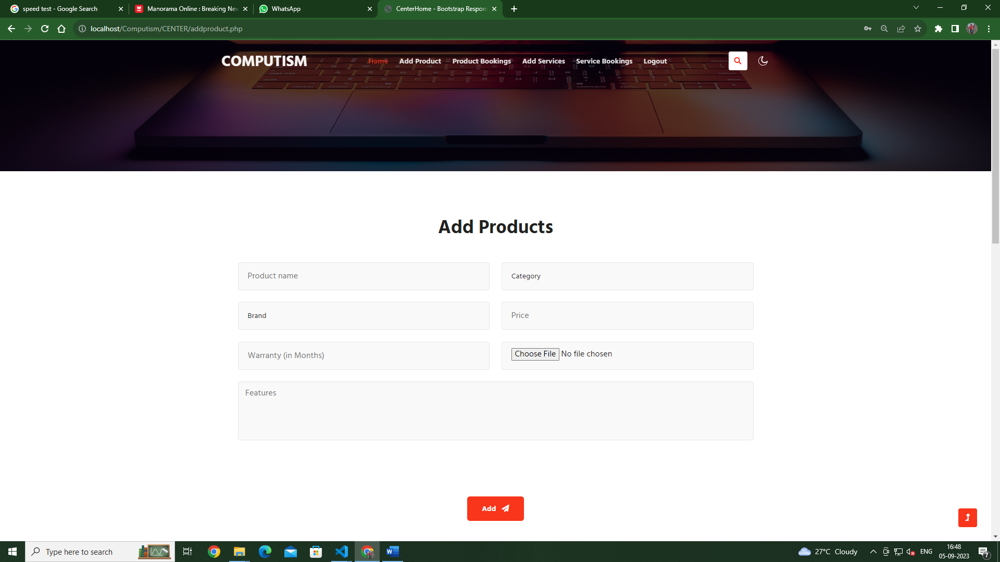 speed test - Google Search
Manorama Online : Breaking New
WhatsApp
CenterHome - Bootstrap Respon
localhost/Computism/CENTER/addproduct.php
COMPUTISM
Home
Add Product
Product Bookings
Add Services
Service Bookings
Logout
Add Products
Product name
Category
Brand
Price
Warranty (in Months)
Choose File No file chosen
Features
Add
Type here to search
27°C Cloudy
ENG
16:48
05-09-2023
7